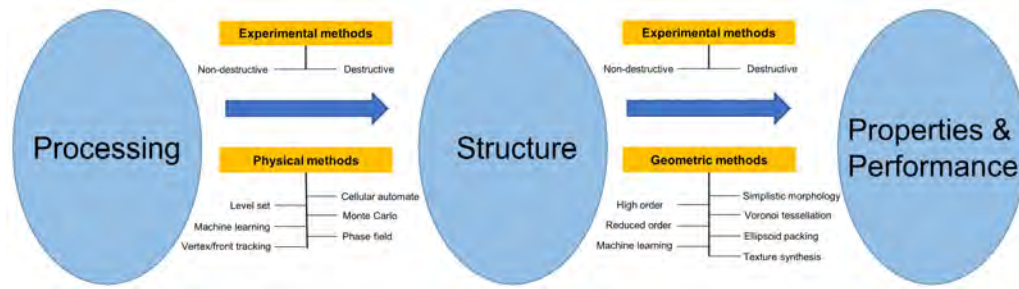 Processing
Experimental methods
Non-destructive
Destructive
Physical methods
Cellular automate
Level set
Monte Carlo
Machine learning
Phase field
Vertex/front tracking
Structure
Experimental methods
Non-destructive
Destructive
Geometric methods
Simplistic morphology
High order
Voronoi tessellation
Reduced order
Ellipsoid packing
Machine learning
Texture synthesis
Properties &
Performance